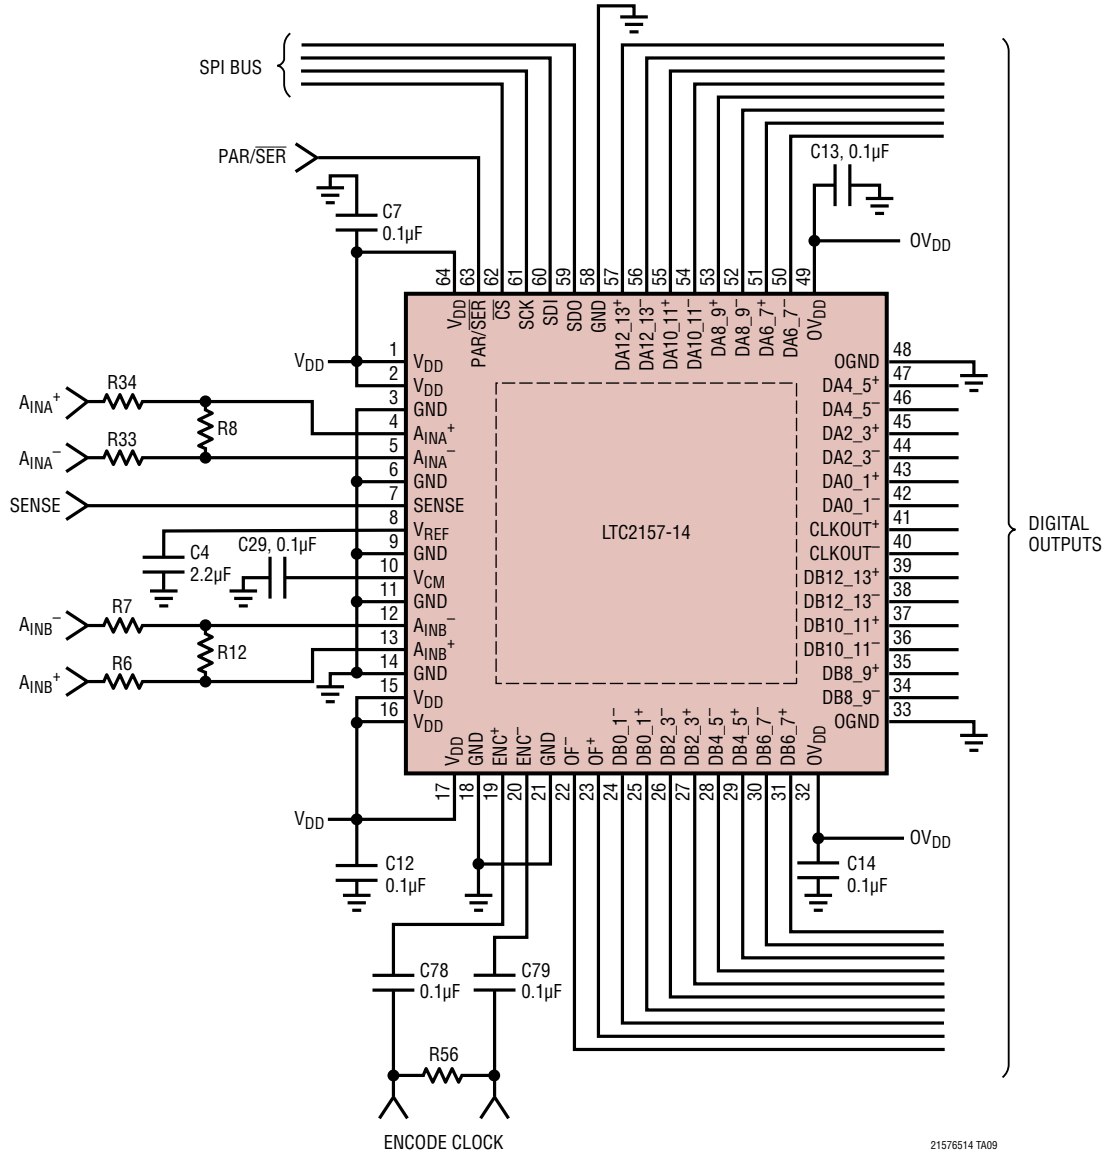 SPI BUS
PAR/SER
C7
0.1µF
C13, 0.1µF
OVDD
64
63
62
61
60
59
58
57
56
55
54
53
52
51
50
49
VDD
PAR/SER
CS
SCK
SDI
SDO
GND
DA12_13+
DA12_13–
DA10_11+
DA10_11–
DA8_9+
DA8_9–
DA6_7+
DA6_7–
OVDD
VDD
1 VDD
2 VDD
3 GND
4 AINA+
5 AINA–
6 GND
7 SENSE
8 VREF
9 GND
10 VCM
11 GND
12 AINB–
13 AINB+
14 GND
15 VDD
16 VDD
AINA+
R34
R8
AINA–
R33
SENSE
C4
2.2µF
C29, 0.1µF
AINB–
R7
R12
AINB+
R6
LTC2157-14
OGND 48
DA4_5+ 47
DA4_5– 46
DA2_3+ 45
DA2_3– 44
DA0_1+ 43
DA0_1– 42
CLKOUT+ 41
CLKOUT– 40
DB12_13+ 39
DB12_13– 38
DB10_11+ 37
DB10_11– 36
DB8_9+ 35
DB8_9– 34
OGND 33
DIGITAL
OUTPUTS
VDD
GND
ENC+
ENC–
GND
OF–
OF+
DB0_1–
DB0_1+
DB2_3–
DB2_3+
DB4_5–
DB4_5+
DB6_7–
DB6_7+
OVDD
17
18
19
20
21
22
23
24
25
26
27
28
29
30
31
32
VDD
C12
0.1µF
OVDD
C14
0.1µF
C78
0.1µF
C79
0.1µF
R56
ENCODE CLOCK
21576514 TA09